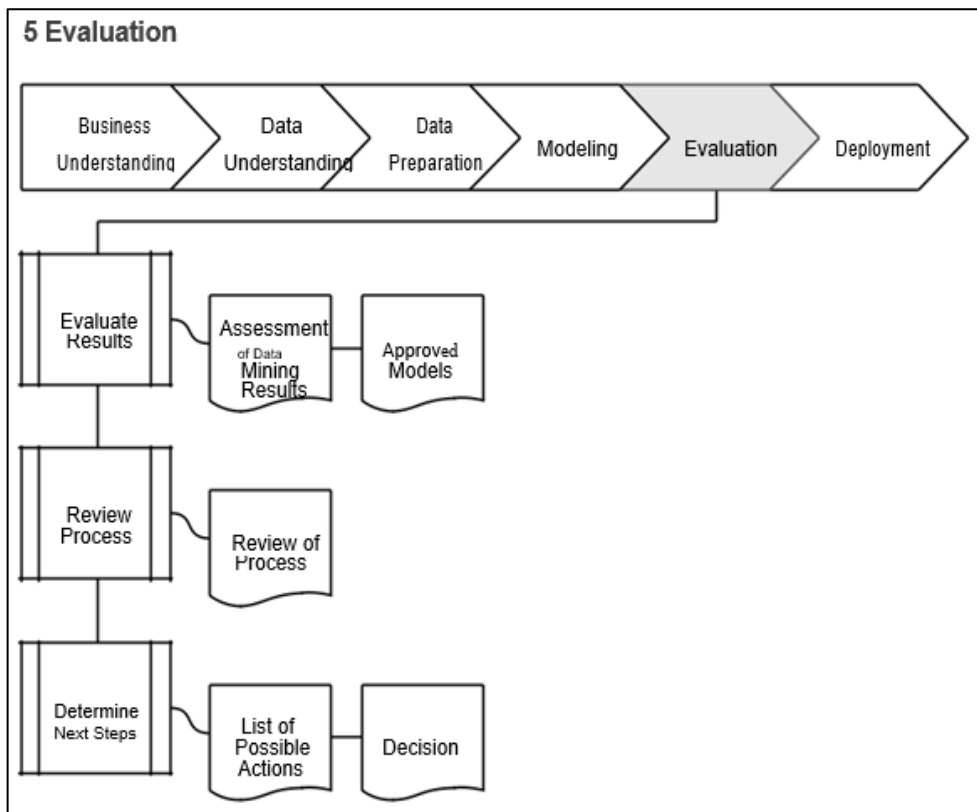 5 Evaluation
Business
Understanding
Data
Understanding
Data
Preparation
Modeling
Evaluation
Deployment
Evaluate
Results
Assessment
of Data
Mining
Results
Approved
Models
Review
Process
Review of
Process
Determine
Next Steps
List of
Possible
Actions
Decision